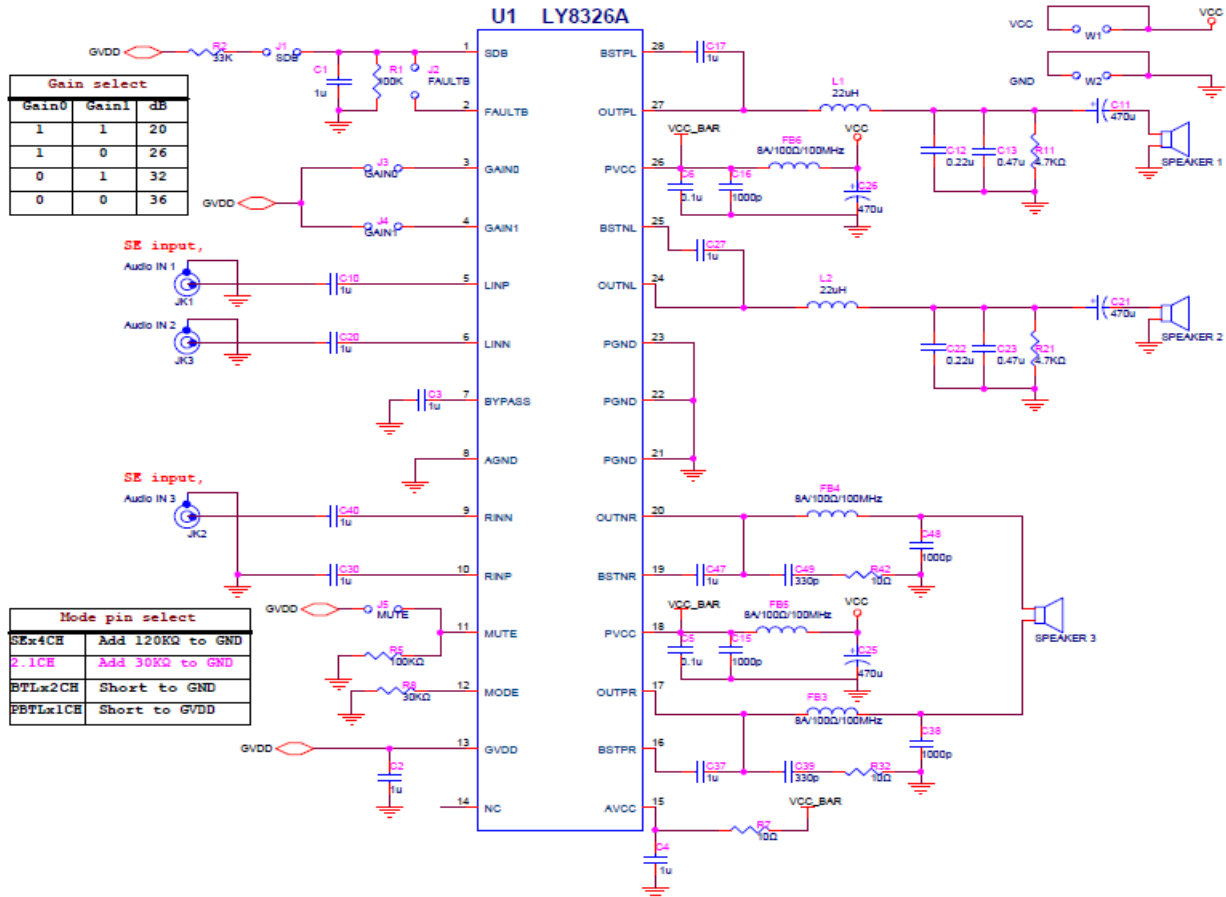 U1 LY8326A
GVDD
R2
33K
J1
SDB
C1
1u
R1
100K
J2
FAULTB
1
SDB
2
FAULTB
Gain select
Gain0 Gain1 dB
1 1 20
1 0 26
0 1 32
0 0 36
GVDD
J3
GAIN0
J4
GAIN1
3
GAIN0
4
GAIN1
SE input,
Audio IN 1
JK1
C10
1u
5
LINP
Audio IN 2
JK3
C20
1u
6
LINN
C3
1u
7
BYPASS
8
AGND
SE input,
Audio IN 3
JK2
C40
1u
9
RINN
C30
1u
10
RINP
GVDD
J5
MUTE
11
MUTE
R5
100KΩ
R8
30KΩ
12
MODE
Mode pin select
SEx4CH Add 120KΩ to GND
2.1CH Add 30KΩ to GND
BTLx2CH Short to GND
PBTLx1CH Short to GVDD
GVDD
13
GVDD
C2
1u
14
NC
BSTPL
28
C17
1u
OUTPL
27
L1
22uH
C12
0.22u
C13
0.47u
R11
4.7KΩ
C11
470u
SPEAKER 1
VCC
W1
VCC
GND
W2
VCC_BAR
PVCC
26
C6
0.1u
C16
1000p
FB6
8A/100Ω/100MHz
VCC
C26
470u
BSTNL
25
C27
1u
OUTNL
24
L2
22uH
C22
0.22u
C23
0.47u
R21
4.7KΩ
C21
470u
SPEAKER 2
PGND
23
PGND
22
PGND
21
OUTNR
20
FB4
8A/100Ω/100MHz
C48
1000p
BSTNR
19
C47
1u
C49
330p
R42
10Ω
VCC_BAR
PVCC
18
C5
0.1u
C15
1000p
FB5
8A/100Ω/100MHz
VCC
C25
470u
SPEAKER 3
OUTPR
17
FB3
8A/100Ω/100MHz
C38
1000p
BSTPR
16
C37
1u
C39
330p
R32
10Ω
AVCC
15
R7
10Ω
VCC_BAR
C4
1u